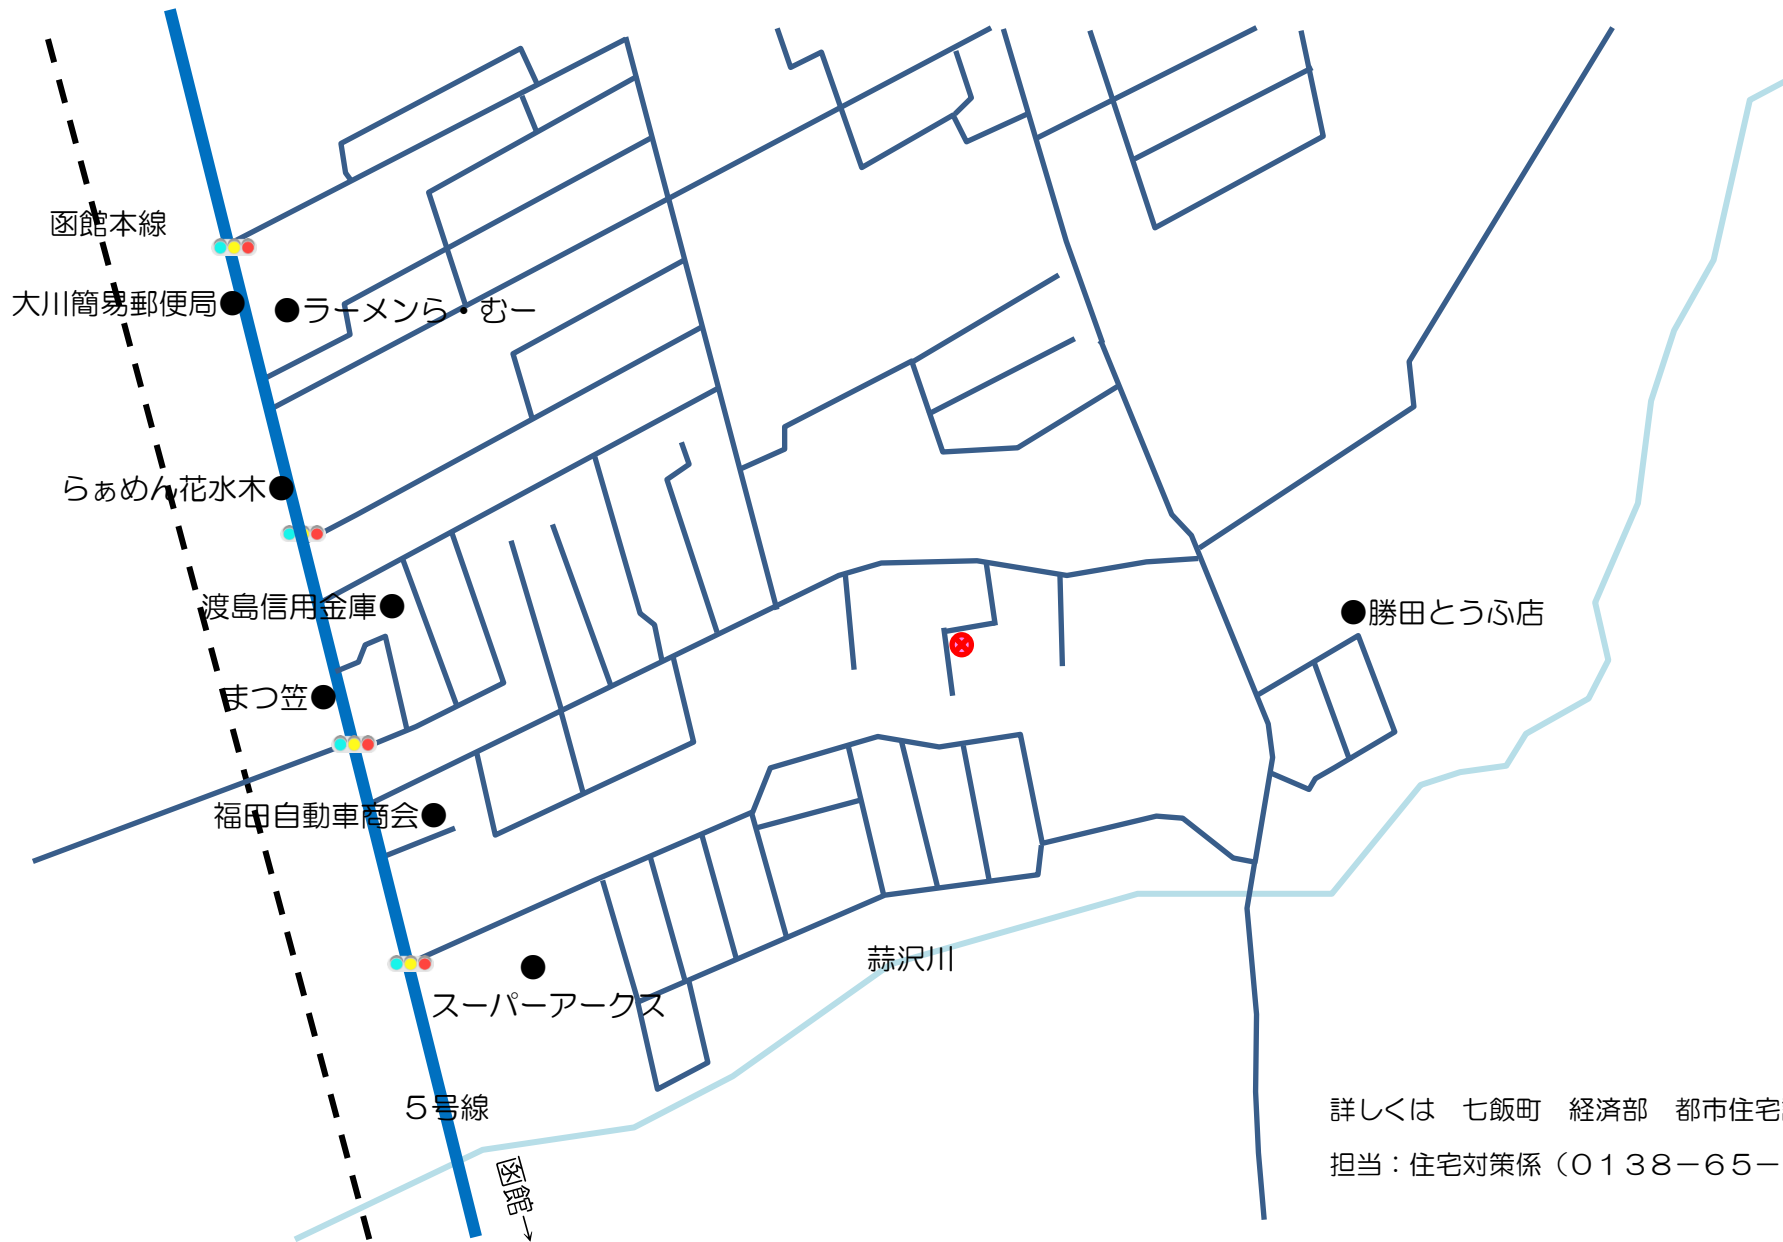 函館本線
大川簡易郵便局
ラーメンら・むー
らぁめん花水木
渡島信用金庫
勝田とうふ店
まつ笠
福田自動車商会
蒜沢川
スーパーアークス
５号線
函館→
詳しくは　七飯町　経済部　都市住宅
担当：住宅対策係（０１３８－６５－